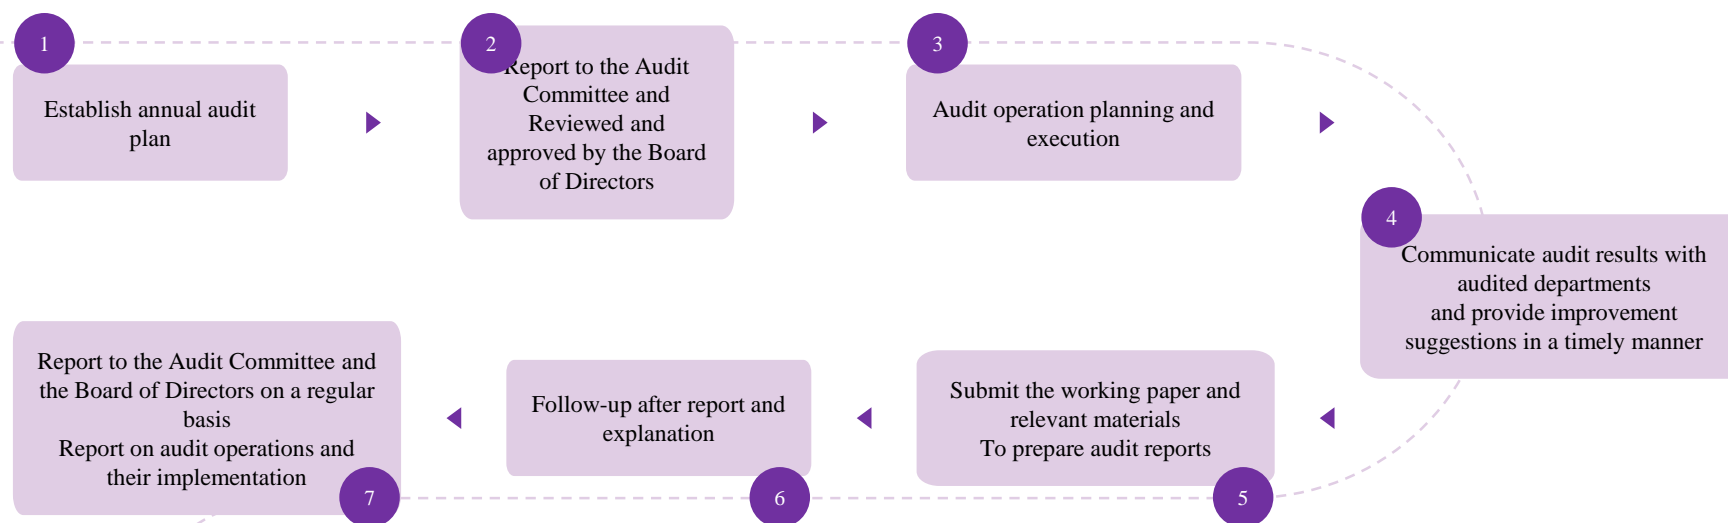 1
Establish annual audit
plan
2
Report to the Audit
Committee and
Reviewed and
approved by the Board
of Directors
3
Audit operation planning and
execution
4
Communicate audit results with
audited departments
and provide improvement
suggestions in a timely manner
Submit the working paper and
relevant materials
To prepare audit reports
5
Follow-up after report and
explanation
6
Report to the Audit Committee and
the Board of Directors on a regular
basis
Report on audit operations and
their implementation
7